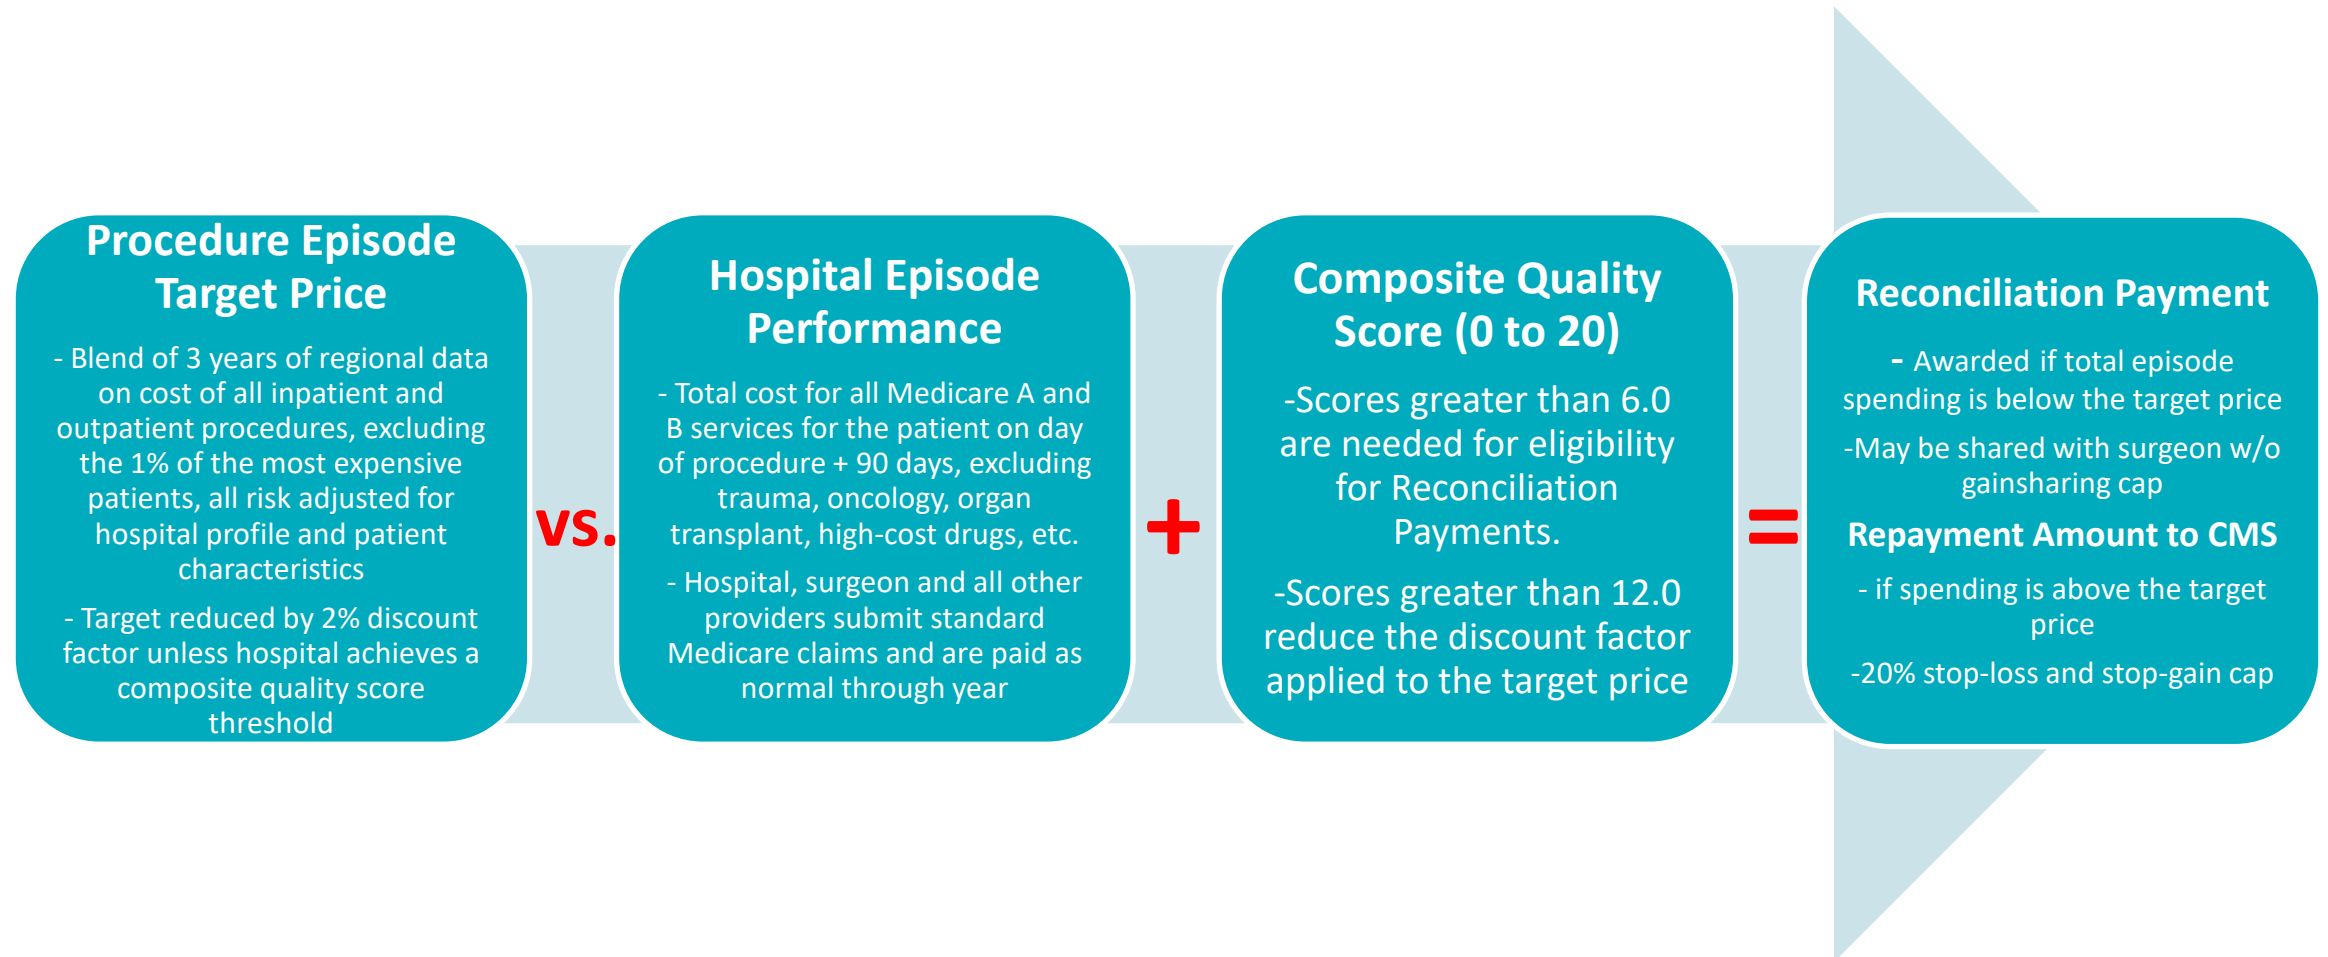 Procedure Episode
Target Price
- Blend of 3 years of regional data
on cost of all inpatient and
outpatient procedures, excluding
the 1% of the most expensive
patients, all risk adjusted for
hospital profile and patient
characteristics
- Target reduced by 2% discount
factor unless hospital achieves a
composite quality score
threshold
vs.
Hospital Episode
Performance
- Total cost for all Medicare A and
B services for the patient on day
of procedure + 90 days, excluding
trauma, oncology, organ
transplant, high-cost drugs, etc.
- Hospital, surgeon and all other
providers submit standard
Medicare claims and are paid as
normal through year
+
Composite Quality
Score (0 to 20)
-Scores greater than 6.0
are needed for eligibility
for Reconciliation
Payments.
-Scores greater than 12.0
reduce the discount factor
applied to the target price
=
Reconciliation Payment
- Awarded if total episode
spending is below the target price
-May be shared with surgeon w/o
gainsharing cap
Repayment Amount to CMS
- if spending is above the target
price
-20% stop-loss and stop-gain cap